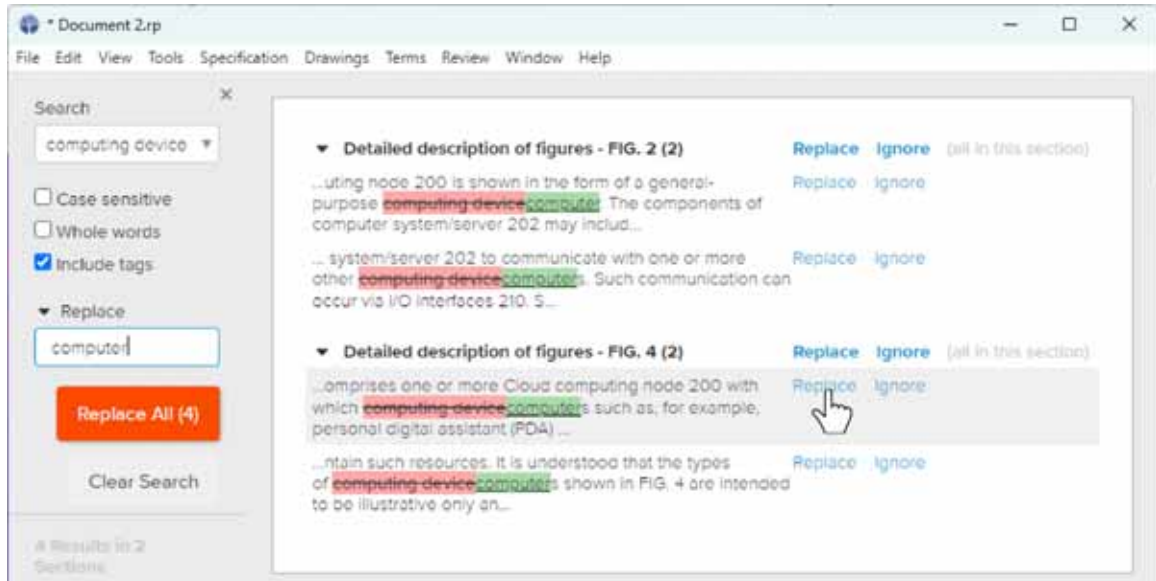 * Document 2.rp
File Edit View Tools Specification Drawings Terms Review Window Help
Search
computing device
Case sensitive
Whole words
Include tags
Replace
computer
Replace All (4)
Clear Search
4 Results in 2
Sections
Detailed description of figures - FIG. 2 (2) Replace Ignore (all in this section)
...uting node 200 is shown in the form of a general- Replace Ignore
purpose computing devicecomputer. The components of
computer system/server 202 may includ...
... system/server 202 to communicate with one or more Replace Ignore
other computing devicecomputers. Such communication can
occur via I/O interfaces 210. S...
Detailed description of figures - FIG. 4 (2) Replace Ignore (all in this section)
...omprises one or more Cloud computing node 200 with Replace Ignore
which computing devicecomputers such as, for example,
personal digital assistant (PDA) ...
...ntain such resources. It is understood that the types Replace Ignore
of computing devicecomputers shown in FIG. 4 are intended
to be illustrative only an...